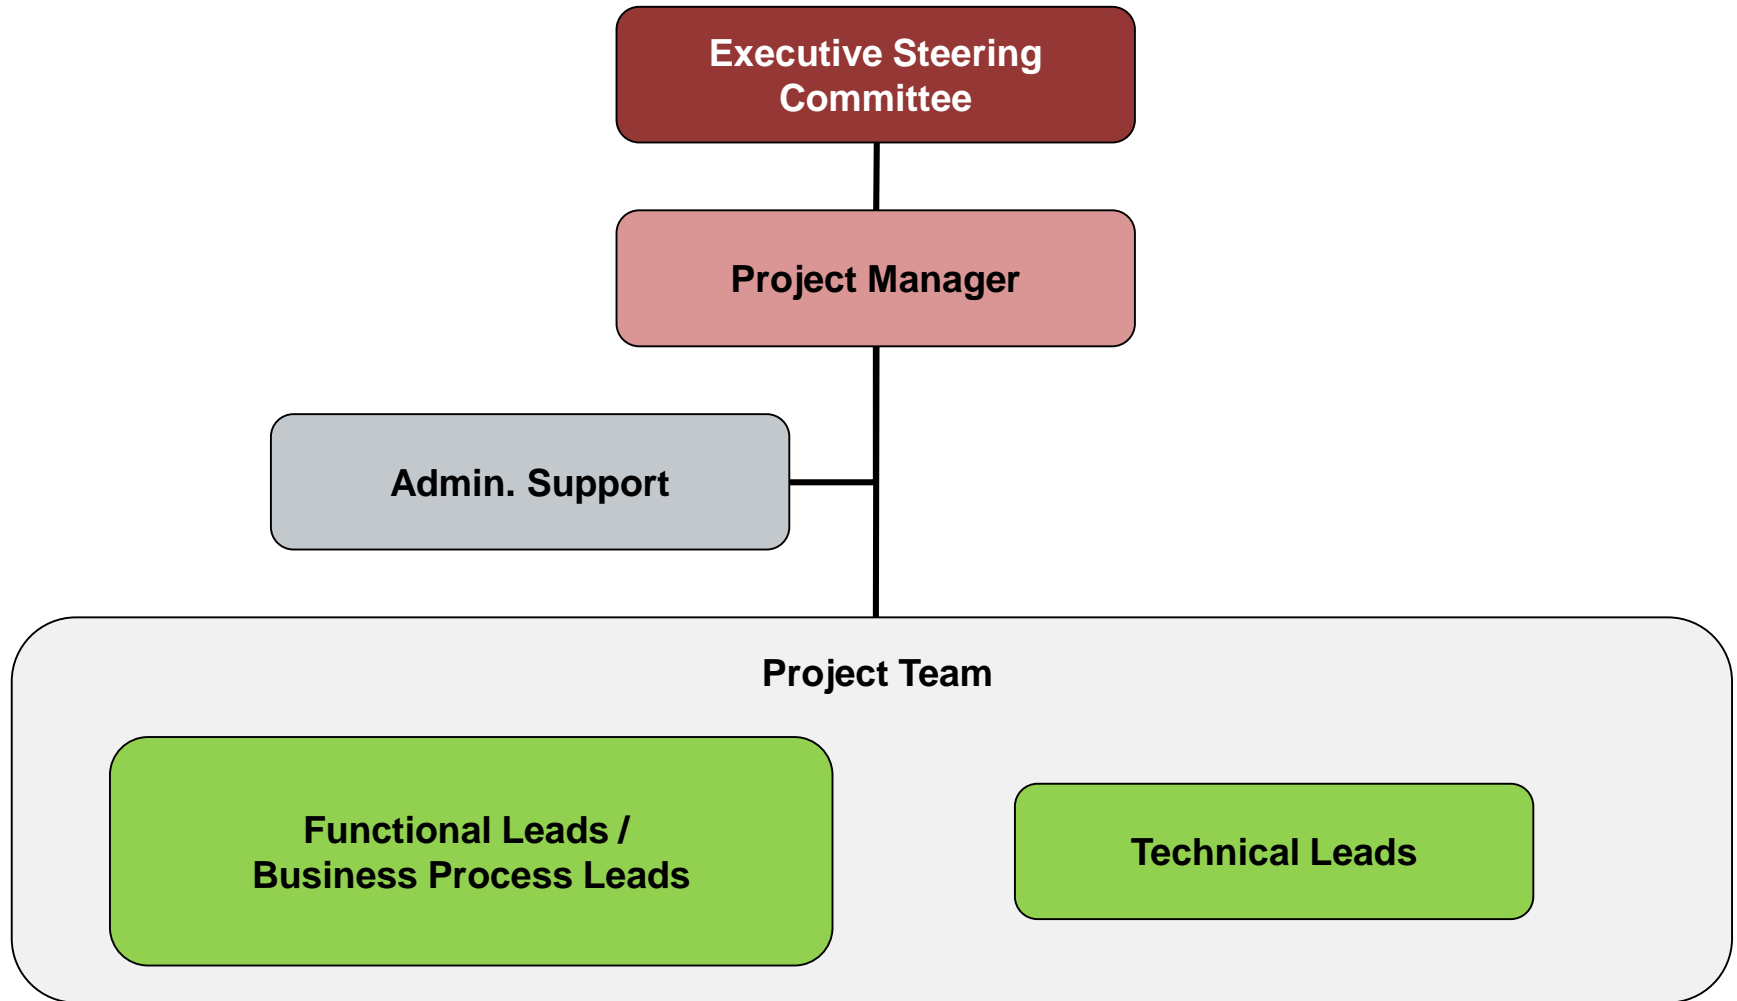 Executive Steering
Committee
Project Manager
Admin. Support
Project Team
Functional Leads /
Business Process Leads
Technical Leads